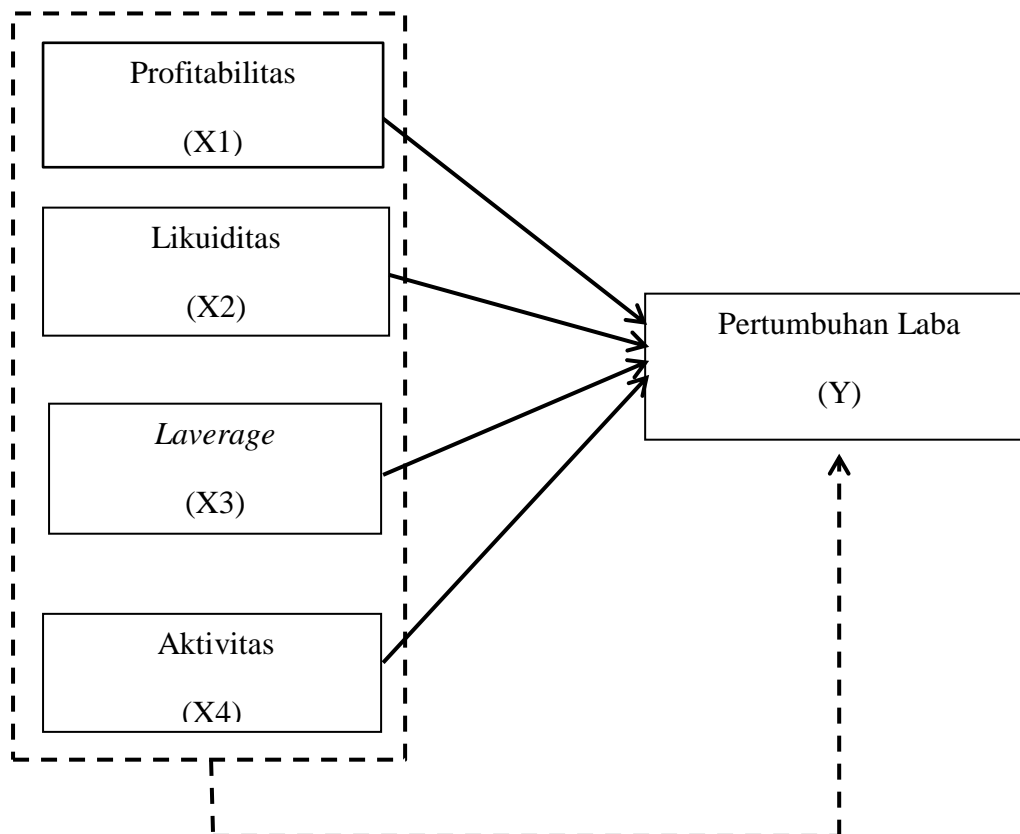 Profitabilitas
(X1)
Likuiditas
(X2)
Laverage
(X3)
Aktivitas
(X4)
Pertumbuhan Laba
(Y)